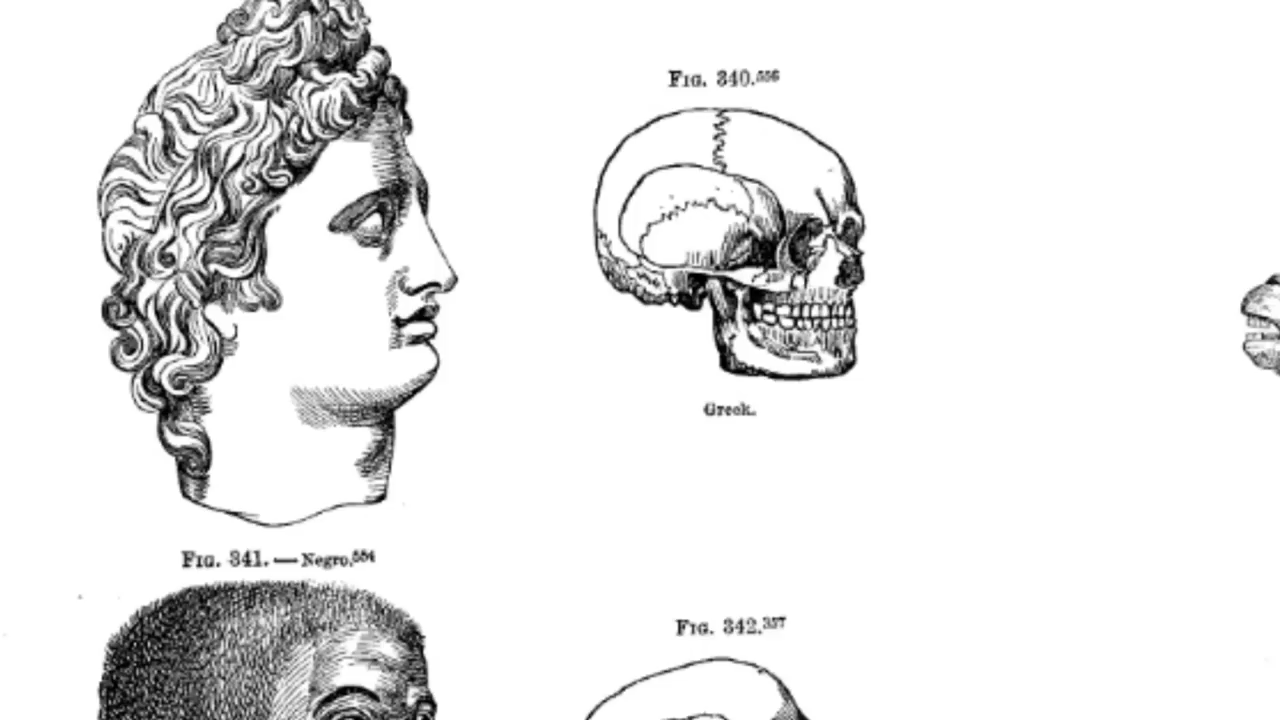 FIG. 340.556
Greek.
FIG. 341. — Negro.554
FIG. 342.357